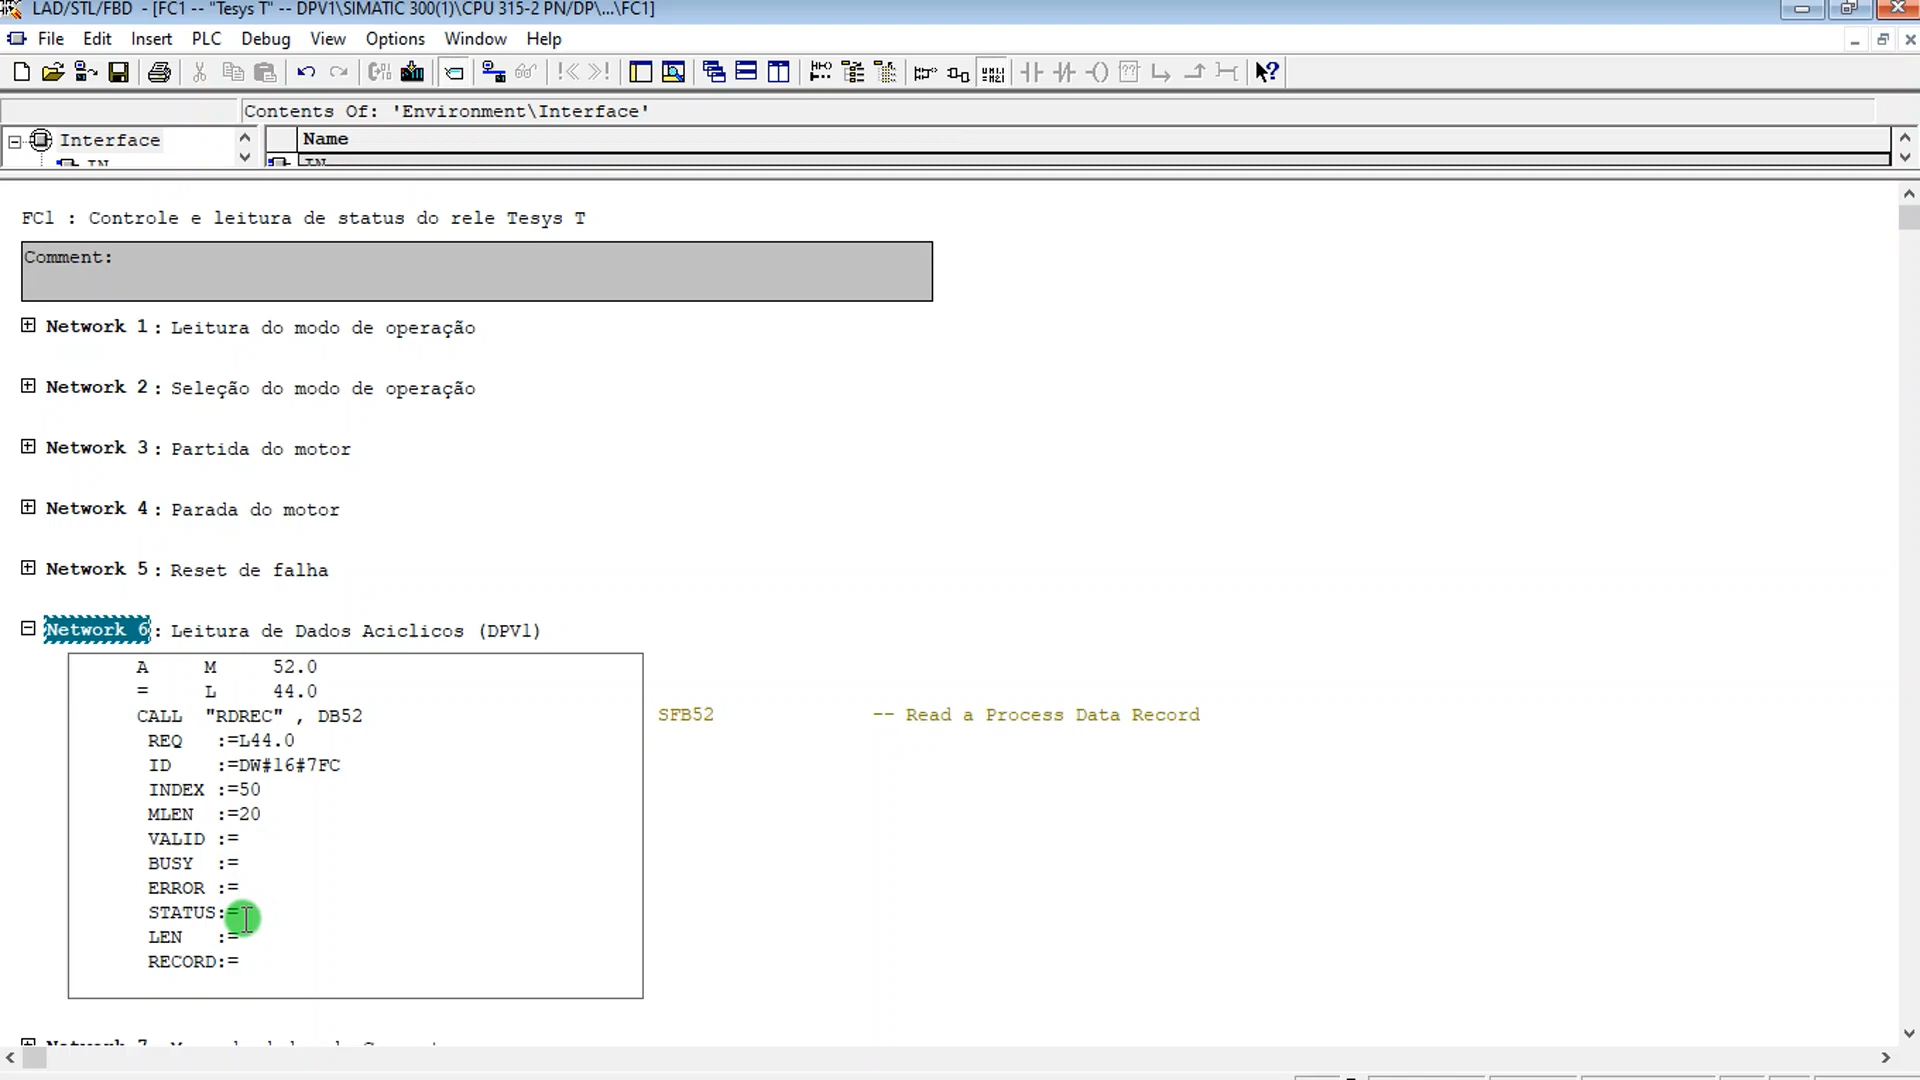 LAD/STL/FBD - [FC1 -- "Tesys T" -- DPV1\SIMATIC 300(1)\CPU 315-2 PN/DP\...\FC1]
File Edit Insert PLC Debug View Options Window Help
Contents Of: 'Environment\Interface'
Interface
Name
IN
IN
FC1 : Controle e leitura de status do rele Tesys T
Comment:
Network 1 : Leitura do modo de operação
Network 2 : Seleção do modo de operação
Network 3 : Partida do motor
Network 4 : Parada do motor
Network 5 : Reset de falha
Network 6 : Leitura de Dados Aciclicos (DPV1)
A M 52.0
= L 44.0
CALL "RDREC" , DB52 SFB52 -- Read a Process Data Record
REQ :=L44.0
ID :=DW#16#7FC
INDEX :=50
MLEN :=20
VALID :=
BUSY :=
ERROR :=
STATUS:=
LEN :=
RECORD:=
Network 7